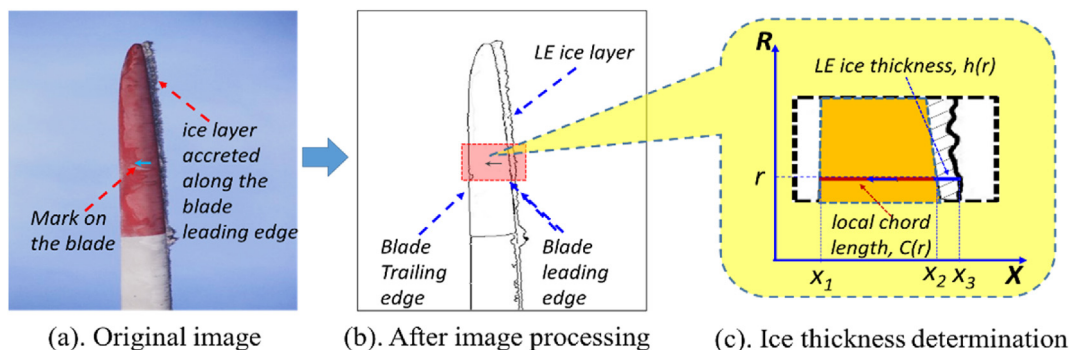 ice layer
accreted
along the
blade
leading edge
Mark on
the blade
(a). Original image
LE ice layer
Blade
Trailing
edge
Blade
leading
edge
(b). After image processing
R
LE ice thickness, h(r)
r
local chord
length, C(r)
X₁
X₂
X₃
X
(c). Ice thickness determination